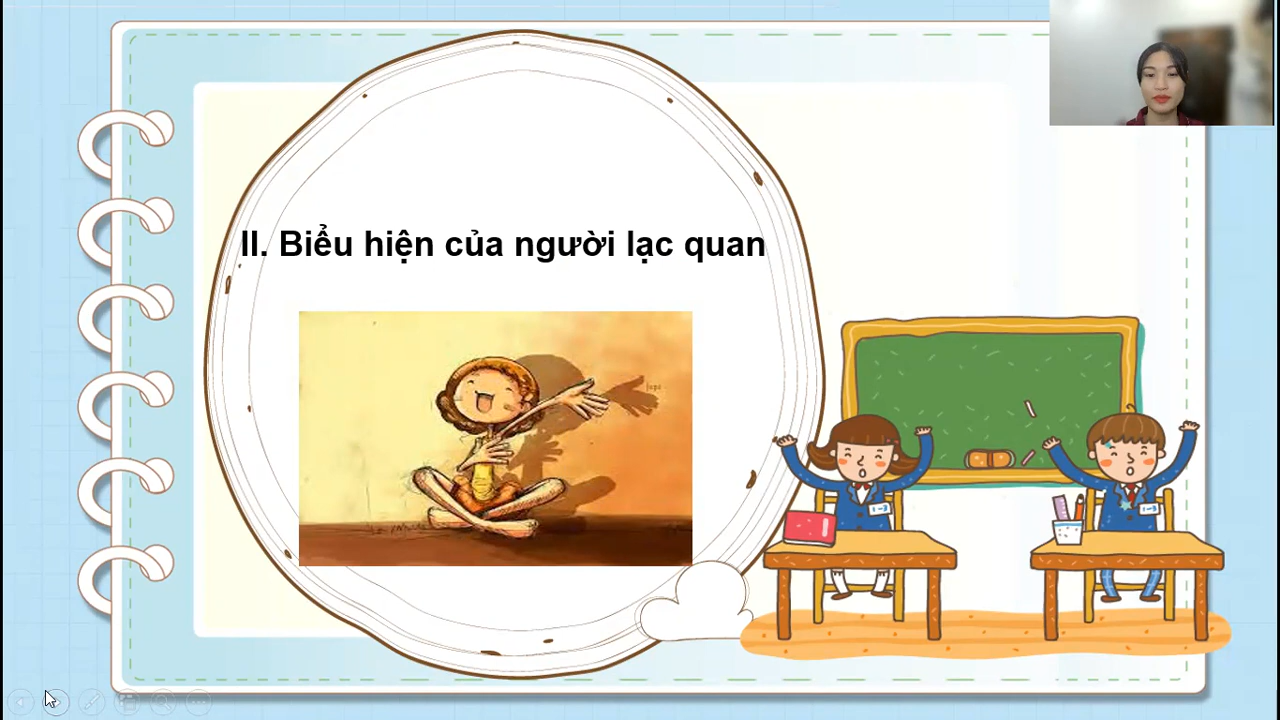 II. Biểu hiện của người lạc quan